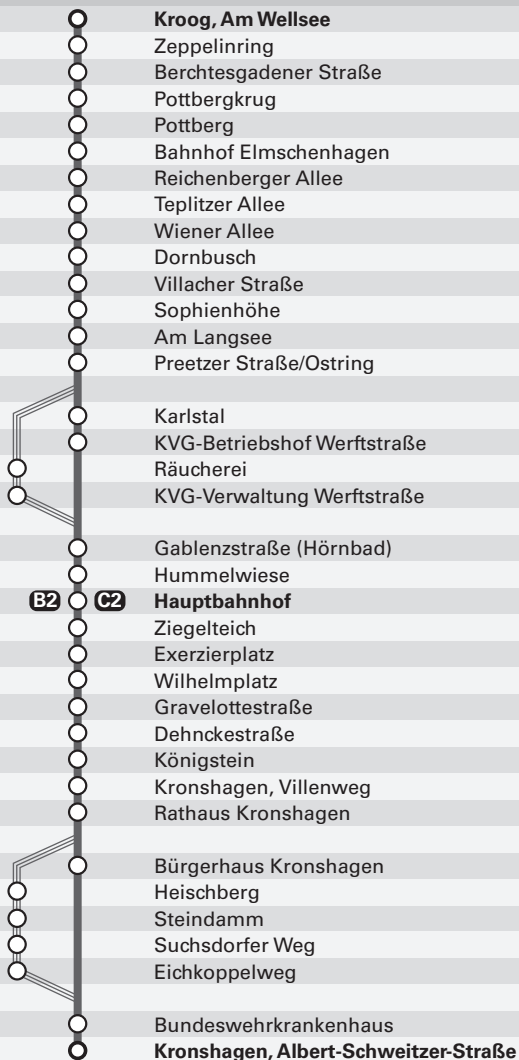 Kroog, Am Wellsee
Zeppelinring
Berchtesgadener Straße
Pottbergkrug
Pottberg
Bahnhof Elmschenhagen
Reichenberger Allee
Teplitzer Allee
Wiener Allee
Dornbusch
Villacher Straße
Sophienhöhe
Am Langsee
Preetzer Straße/Ostring
Karlstal
KVG-Betriebshof Werftstraße
Räucherei
KVG-Verwaltung Werftstraße
Gablenzstraße (Hörnbad)
Hummelwiese
B2 C2 Hauptbahnhof
Ziegelteich
Exerzierplatz
Wilhelmplatz
Gravelottestraße
Dehnckestraße
Königstein
Kronshagen, Villenweg
Rathaus Kronshagen
Bürgerhaus Kronshagen
Heischberg
Steindamm
Suchsdorfer Weg
Eichkoppelweg
Bundeswehrkrankenhaus
Kronshagen, Albert-Schweitzer-Straße